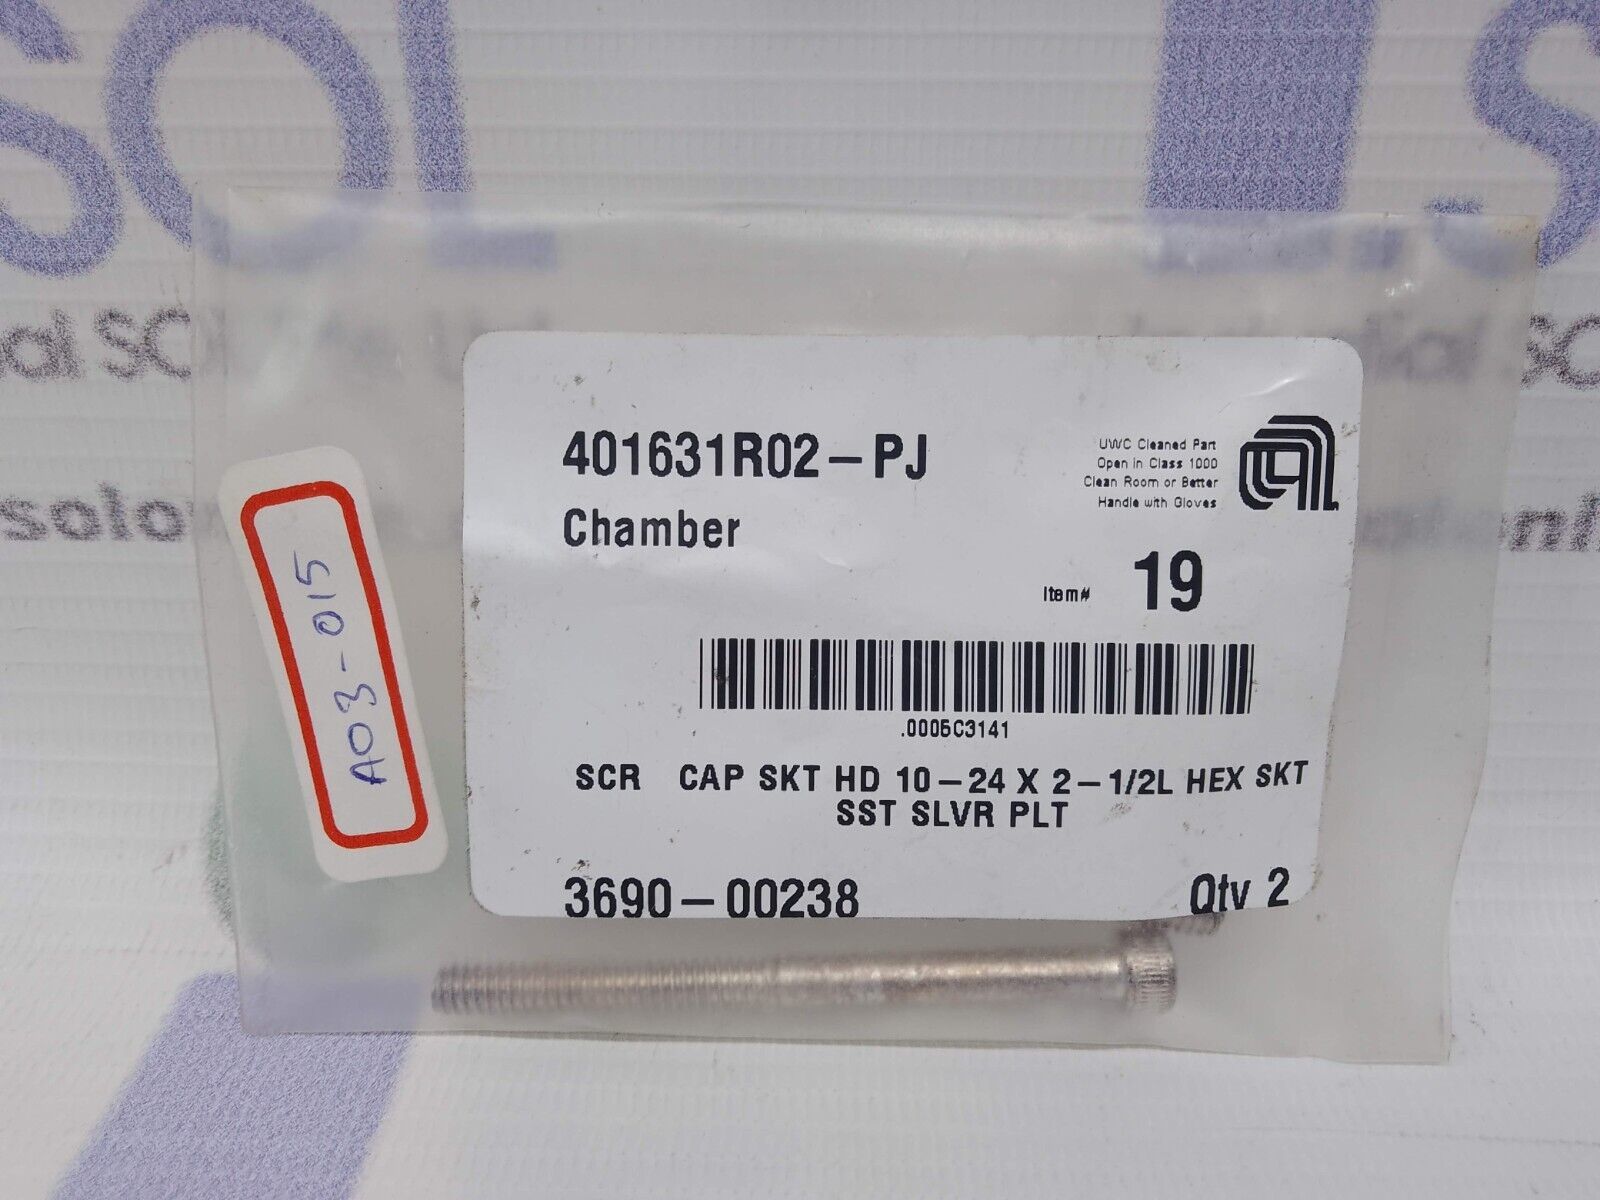 401631R02-PJ
Chamber
UWC Cleaned Part
Open in Class 1000
Clean Room or Better
Handle with Gloves
Item# 19
.0005C3141
SCR CAP SKT HD 10-24 X 2-1/2L HEX SKT
SST SLVR PLT
3690-00238
Qty 2
A03-015